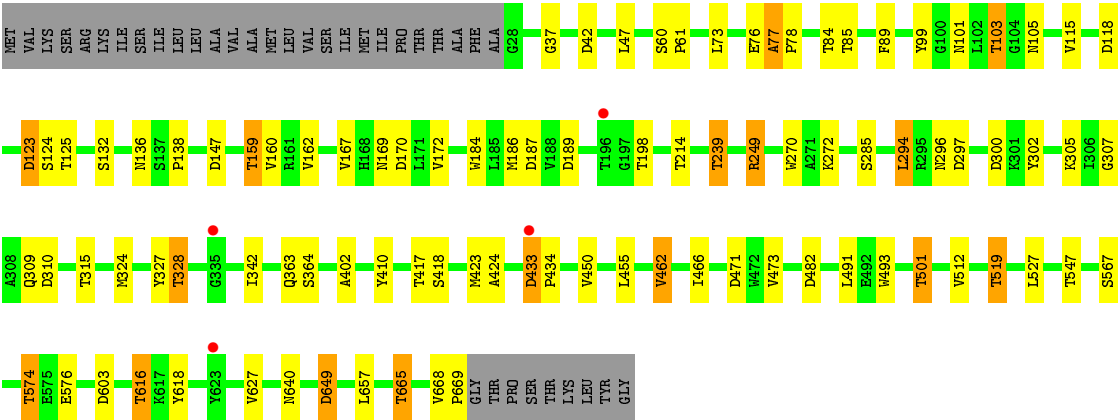 MET VAL LYS SER ARG LYS ILE SER ILE LEU LEU ALA VAL ALA MET LEU VAL SER ILE MET ILE PRO THR THR ALA PHE ALA G28 G37 D42 L47 S60 P61 L73 E76 A77 P78 T84 T85 F89 Y99 G100 N101 L102 T103 G104 N105 V115 D118
D123 S124 T125 S132 N136 S137 P138 D147 T159 V160 R161 V162 V167 H168 N169 D170 L171 V172 W184 L185 M186 D187 V188 D189 T196 G197 T198 T214 T239 R249 W270 A271 K272 S285 L294 R295 N296 D297 D300 K301 Y302 K305 I306 G307
A308 Q309 D310 T315 M324 Y327 T328 G335 I342 Q363 S364 A402 Y410 T417 S418 M423 A424 D433 P434 V450 L455 V462 I466 D471 W472 V473 D482 L491 E492 W493 T501 V512 T519 L527 T547 S567
T574 E575 E576 D603 T616 K617 Y618 Y623 V627 N640 D649 L657 T665 V668 P669 GLY THR PRO SER THR LYS LEU TYR GLY